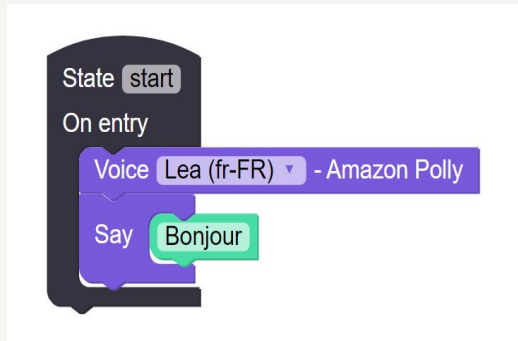 State start
On entry
Voice Lea (fr-FR) - Amazon Polly
Say Bonjour